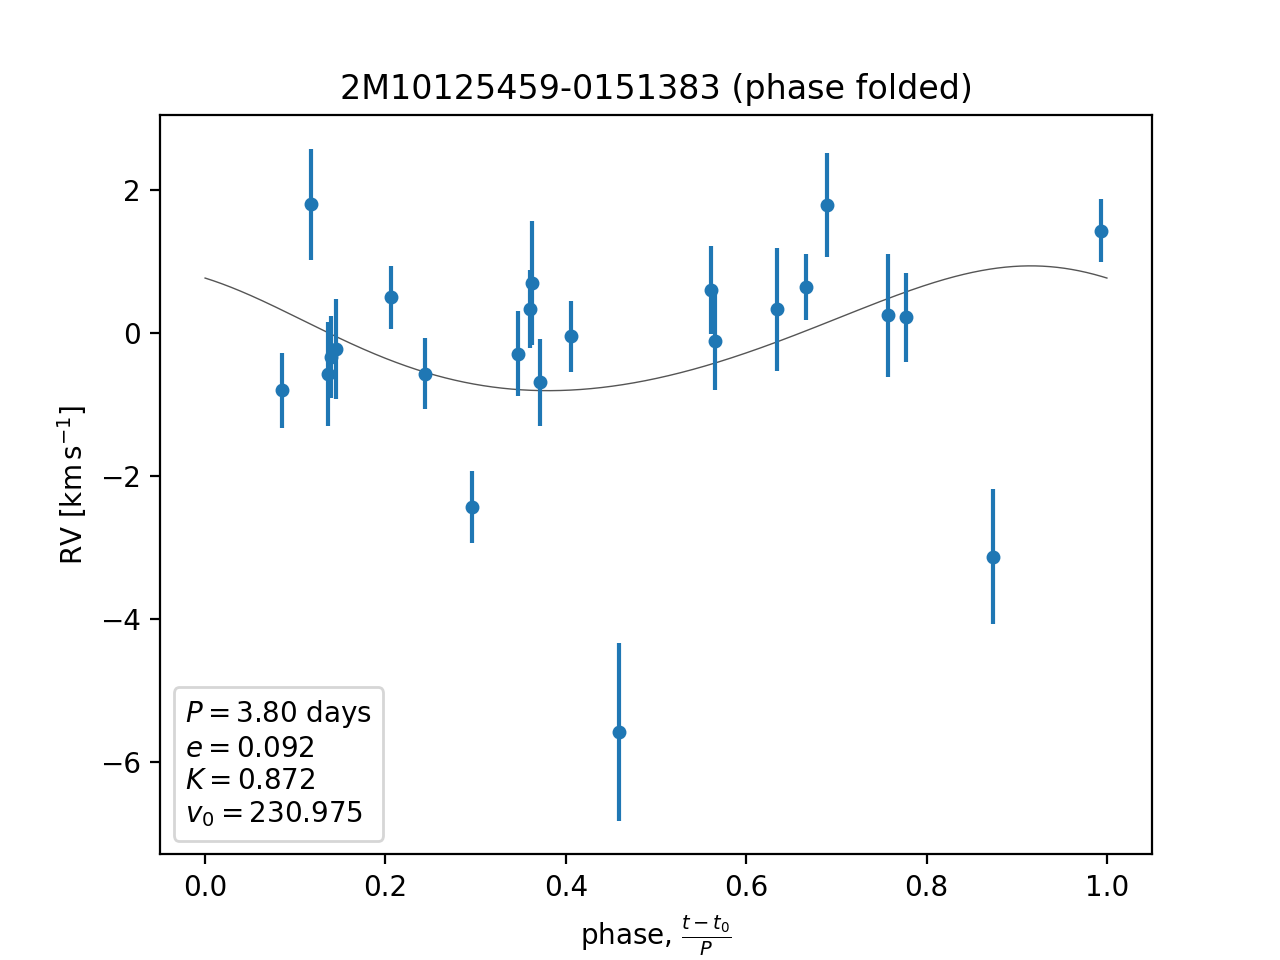 2M10125459-0151383 (phase folded)
RV [km s⁻¹]
2
0
−2
−4
−6
P = 3.80 days
e = 0.092
K = 0.872
v₀ = 230.975
0.0 0.2 0.4 0.6 0.8 1.0
phase, (t − t₀)/P